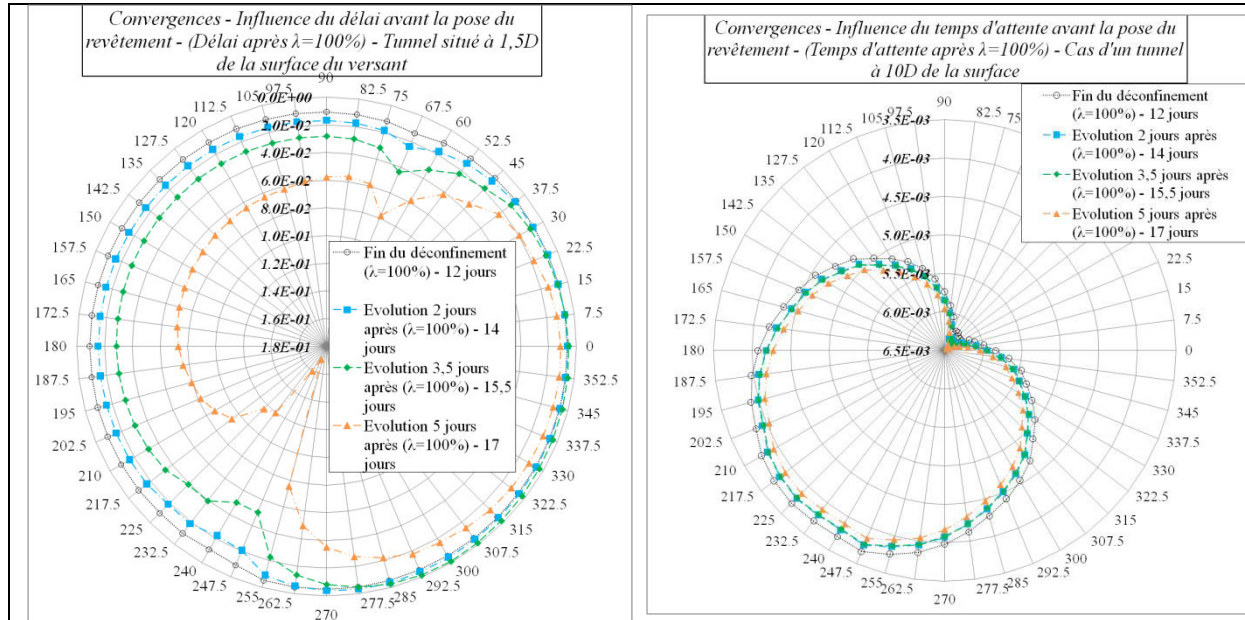 Convergences - Influence du délai avant la pose du
revêtement - (Délai après λ=100%) - Tunnel situé à 1,5D
de la surface du versant
90
97.5
82.5
105
75
112.5
67.5
120
60
127.5
52.5
135
45
142.5
37.5
150
30
157.5
22.5
165
15
172.5
7.5
180
0
187.5
352.5
195
345
202.5
337.5
210
330
217.5
322.5
225
315
232.5
307.5
240
300
247.5
292.5
255
285
262.5
277.5
270
0.0E+00
2.0E-02
4.0E-02
6.0E-02
8.0E-02
1.0E-01
1.2E-01
1.4E-01
1.6E-01
1.8E-01
Fin du déconfinement
(λ=100%) - 12 jours
Evolution 2 jours
après (λ=100%) - 14
jours
Evolution 3,5 jours
après (λ=100%) - 15,5
jours
Evolution 5 jours
après (λ=100%) - 17
jours
Convergences - Influence du temps d'attente avant la pose du
revêtement - (Temps d'attente après λ=100%) - Cas d'un tunnel
à 10D de la surface
90
97.5
82.5
105
75
112.5
120
127.5
135
142.5
150
157.5
22.5
165
15
172.5
7.5
180
0
187.5
352.5
195
345
202.5
337.5
210
330
217.5
322.5
225
315
232.5
307.5
240
300
247.5
292.5
255
285
262.5
277.5
270
3.5E-03
4.0E-03
4.5E-03
5.0E-03
5.5E-03
6.0E-03
6.5E-03
Fin du déconfinement
(λ=100%) - 12 jours
Evolution 2 jours après
(λ=100%) - 14 jours
Evolution 3,5 jours après
(λ=100%) - 15,5 jours
Evolution 5 jours après
(λ=100%) - 17 jours